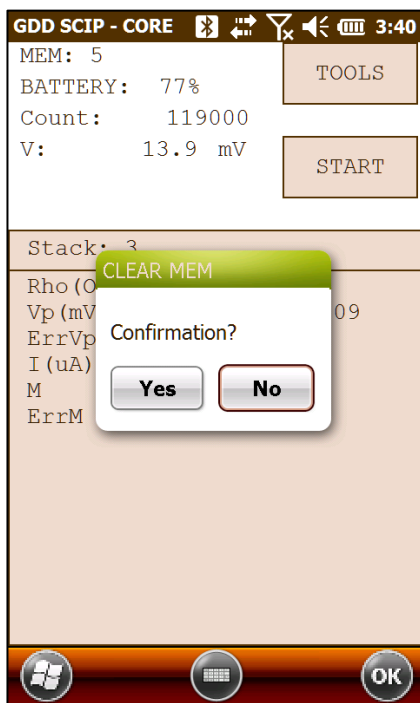 GDD SCIP - CORE 3:40
MEM: 5
BATTERY: 77%
Count: 119000
V: 13.9 mV
TOOLS
START
Stack: 3
CLEAR MEM
Confirmation?
Yes No
Rho(O
Vp(mV 09
ErrVp
I(uA)
M
ErrM
OK